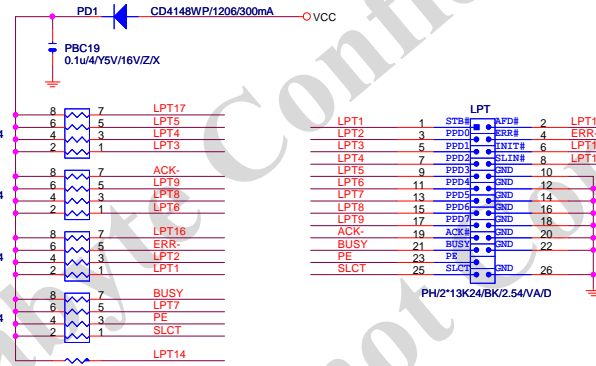 PD1 CD4148WP/1206/300mA VCC
PBC19
0.1u/4/Y5V/16V/Z/X
8 7 LPT17
6 5 LPT5
4 3 LPT4
2 1 LPT3
8 7 ACK-
6 5 LPT9
4 3 LPT8
2 1 LPT6
8 7 LPT16
6 5 ERR-
4 3 LPT2
2 1 LPT1
8 7 BUSY
6 5 LPT7
4 3 PE
2 1 SLCT
LPT14
LPT
LPT1 1 STB# AFD# 2 LPT1
LPT2 3 PPD0 ERR# 4 ERR-
LPT3 5 PPD1 INIT# 6 LPT1
LPT4 7 PPD2 SLIN# 8 LPT1
LPT5 9 PPD3 GND 10
LPT6 11 PPD4 GND 12
LPT7 13 PPD5 GND 14
LPT8 15 PPD6 GND 16
LPT9 17 PPD7 GND 18
ACK- 19 ACK# GND 20
BUSY 21 BUSY GND 22
PE 23 PE
SLCT 25 SLCT GND 26
PH/2*13K24/BK/2.54/VA/D